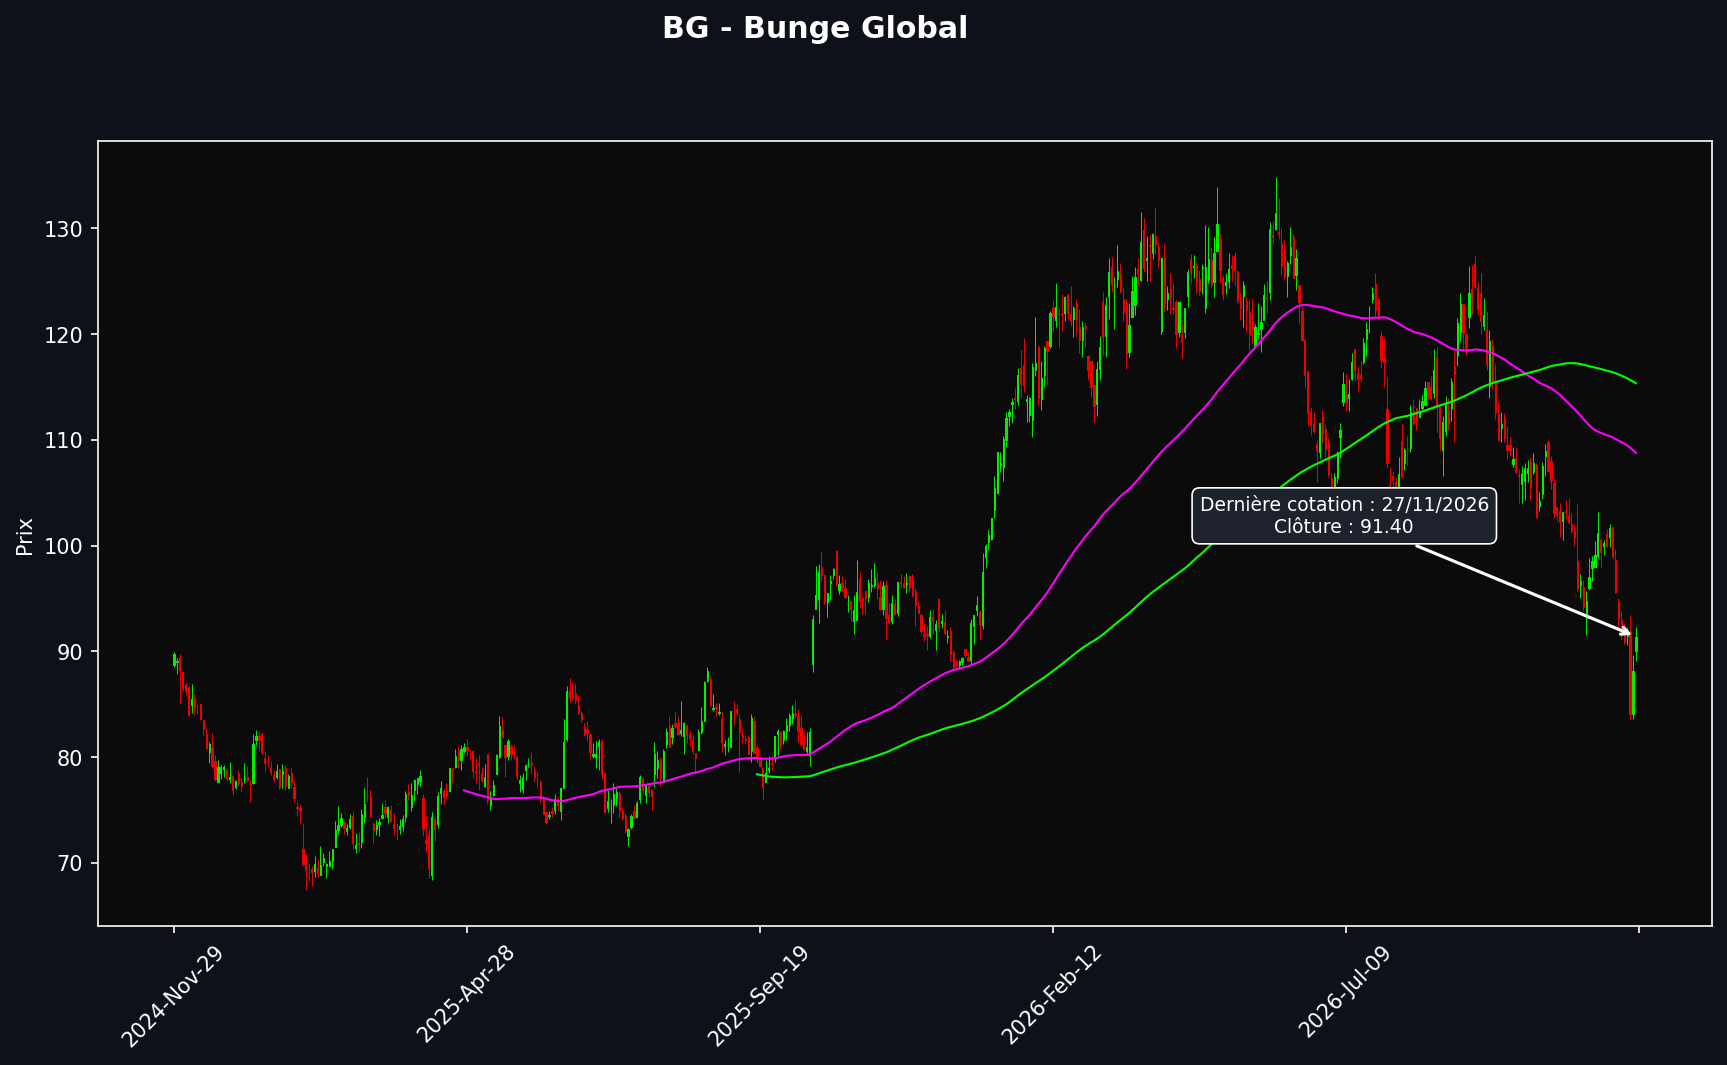 BG - Bunge Global
Prix
130
120
110
100
90
80
70
Dernière cotation : 27/11/2026
Clôture : 91.40
2024-Nov-29
2025-Apr-28
2025-Sep-19
2026-Feb-12
2026-Jul-09